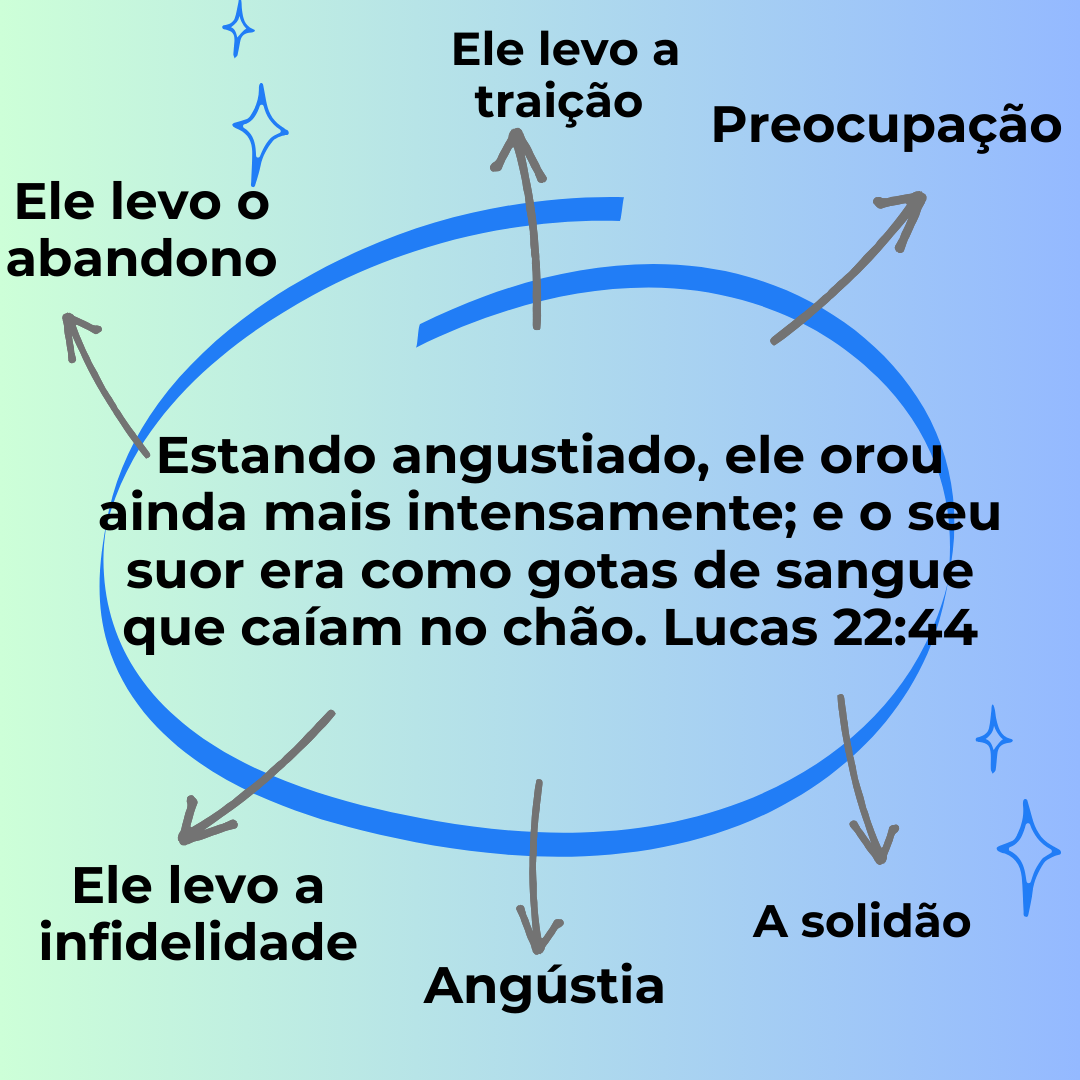 Ele levo a
traição
Preocupação
Ele levo o
abandono
Estando angustiado, ele orou
ainda mais intensamente; e o seu
suor era como gotas de sangue
que caíam no chão. Lucas 22:44
Ele levo a
infidelidade
A solidão
Angústia